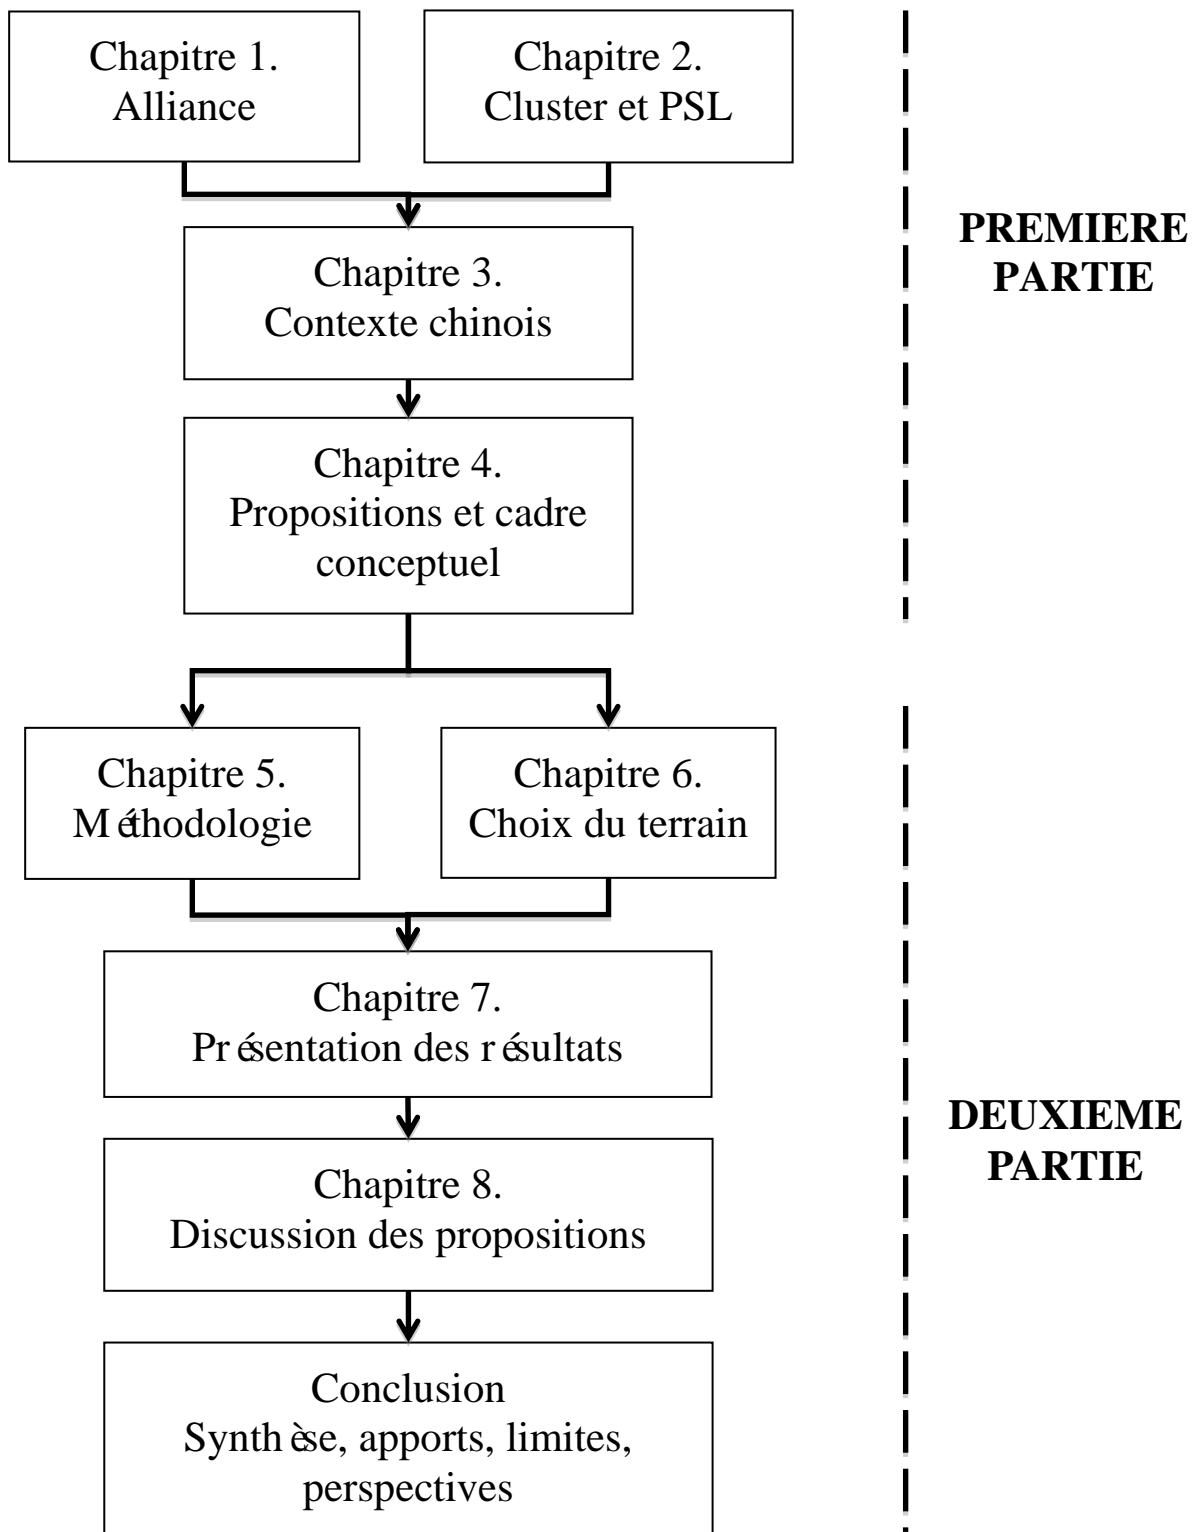 Chapitre 1.
Alliance
Chapitre 2.
Cluster et PSL
PREMIERE
PARTIE
Chapitre 3.
Contexte chinois
Chapitre 4.
Propositions et cadre
conceptuel
Chapitre 5.
Méthodologie
Chapitre 6.
Choix du terrain
Chapitre 7.
Présentation des résultats
DEUXIEME
PARTIE
Chapitre 8.
Discussion des propositions
Conclusion
Synthèse, apports, limites,
perspectives